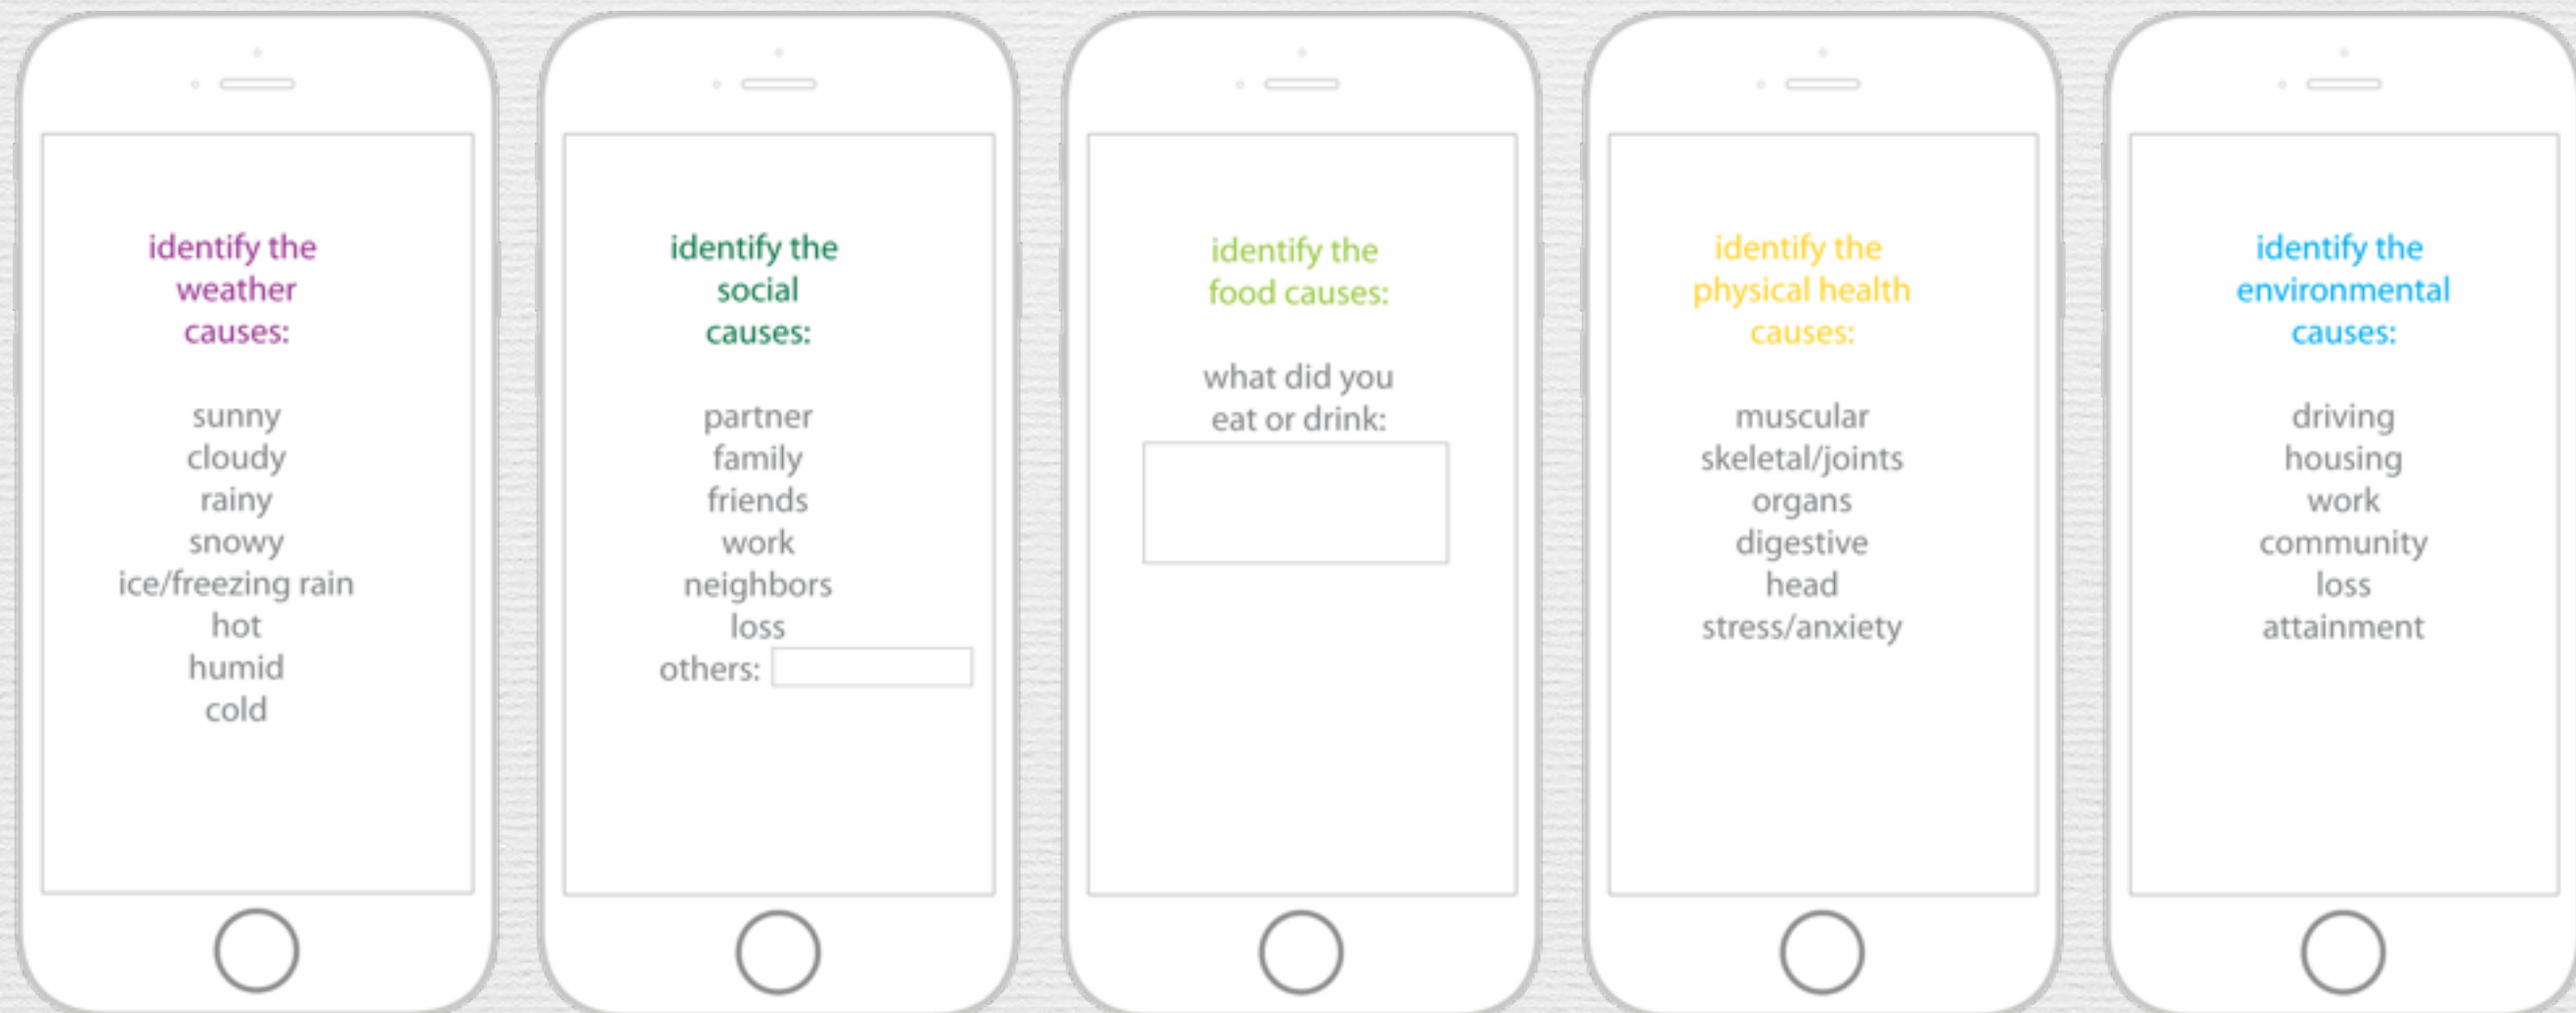 identify the
weather
causes:
sunny
cloudy
rainy
snowy
ice/freezing rain
hot
humid
cold
identify the
social
causes:
partner
family
friends
work
neighbors
loss
others:
identify the
food causes:
what did you
eat or drink:
identify the
physical health
causes:
muscular
skeletal/joints
organs
digestive
head
stress/anxiety
identify the
environmental
causes:
driving
housing
work
community
loss
attainment